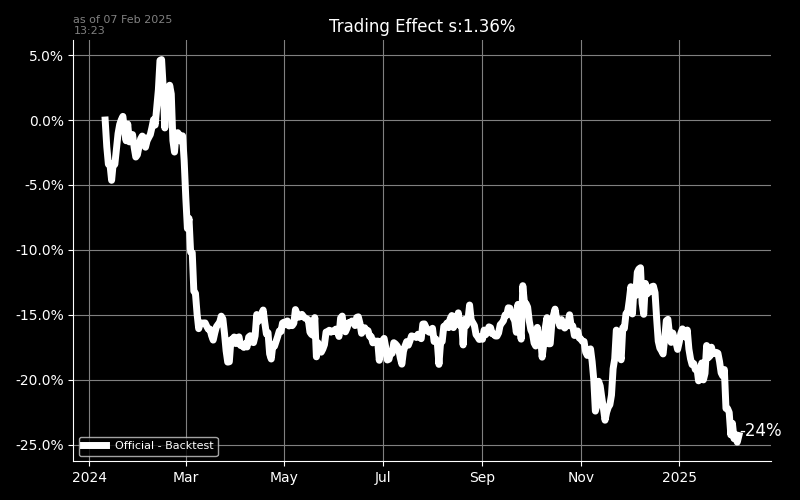 as of 07 Feb 2025
13:23
Trading Effect s:1.36%
5.0%
0.0%
-5.0%
-10.0%
-15.0%
-20.0%
-25.0%
-24%
Official - Backtest
2024 Mar May Jul Sep Nov 2025